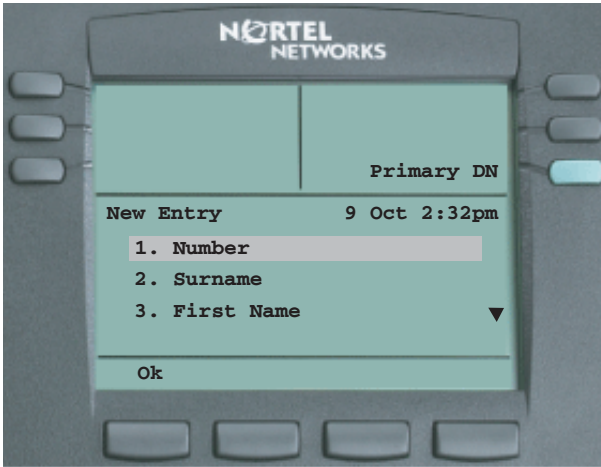 NORTEL
NETWORKS
Primary DN
New Entry 9 Oct 2:32pm
1. Number
2. Surname
3. First Name
Ok